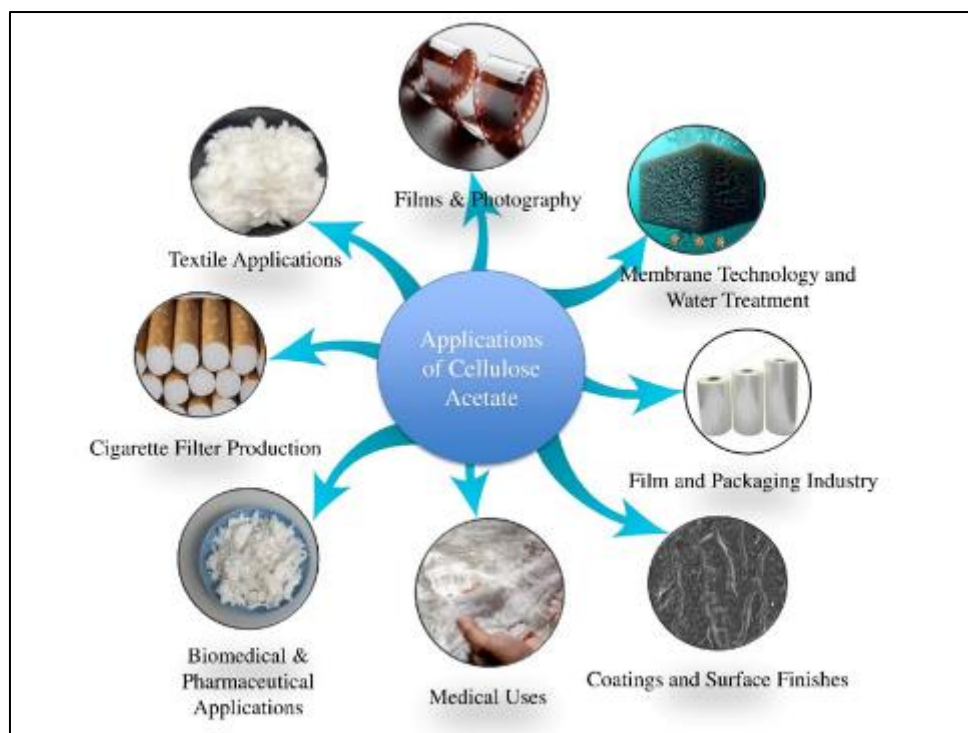 Films & Photography
Textile Applications
Membrane Technology and
Water Treatment
Applications
of Cellulose
Acetate
Cigarette Filter Production
Film and Packaging Industry
Biomedical &
Pharmaceutical
Applications
Medical Uses
Coatings and Surface Finishes